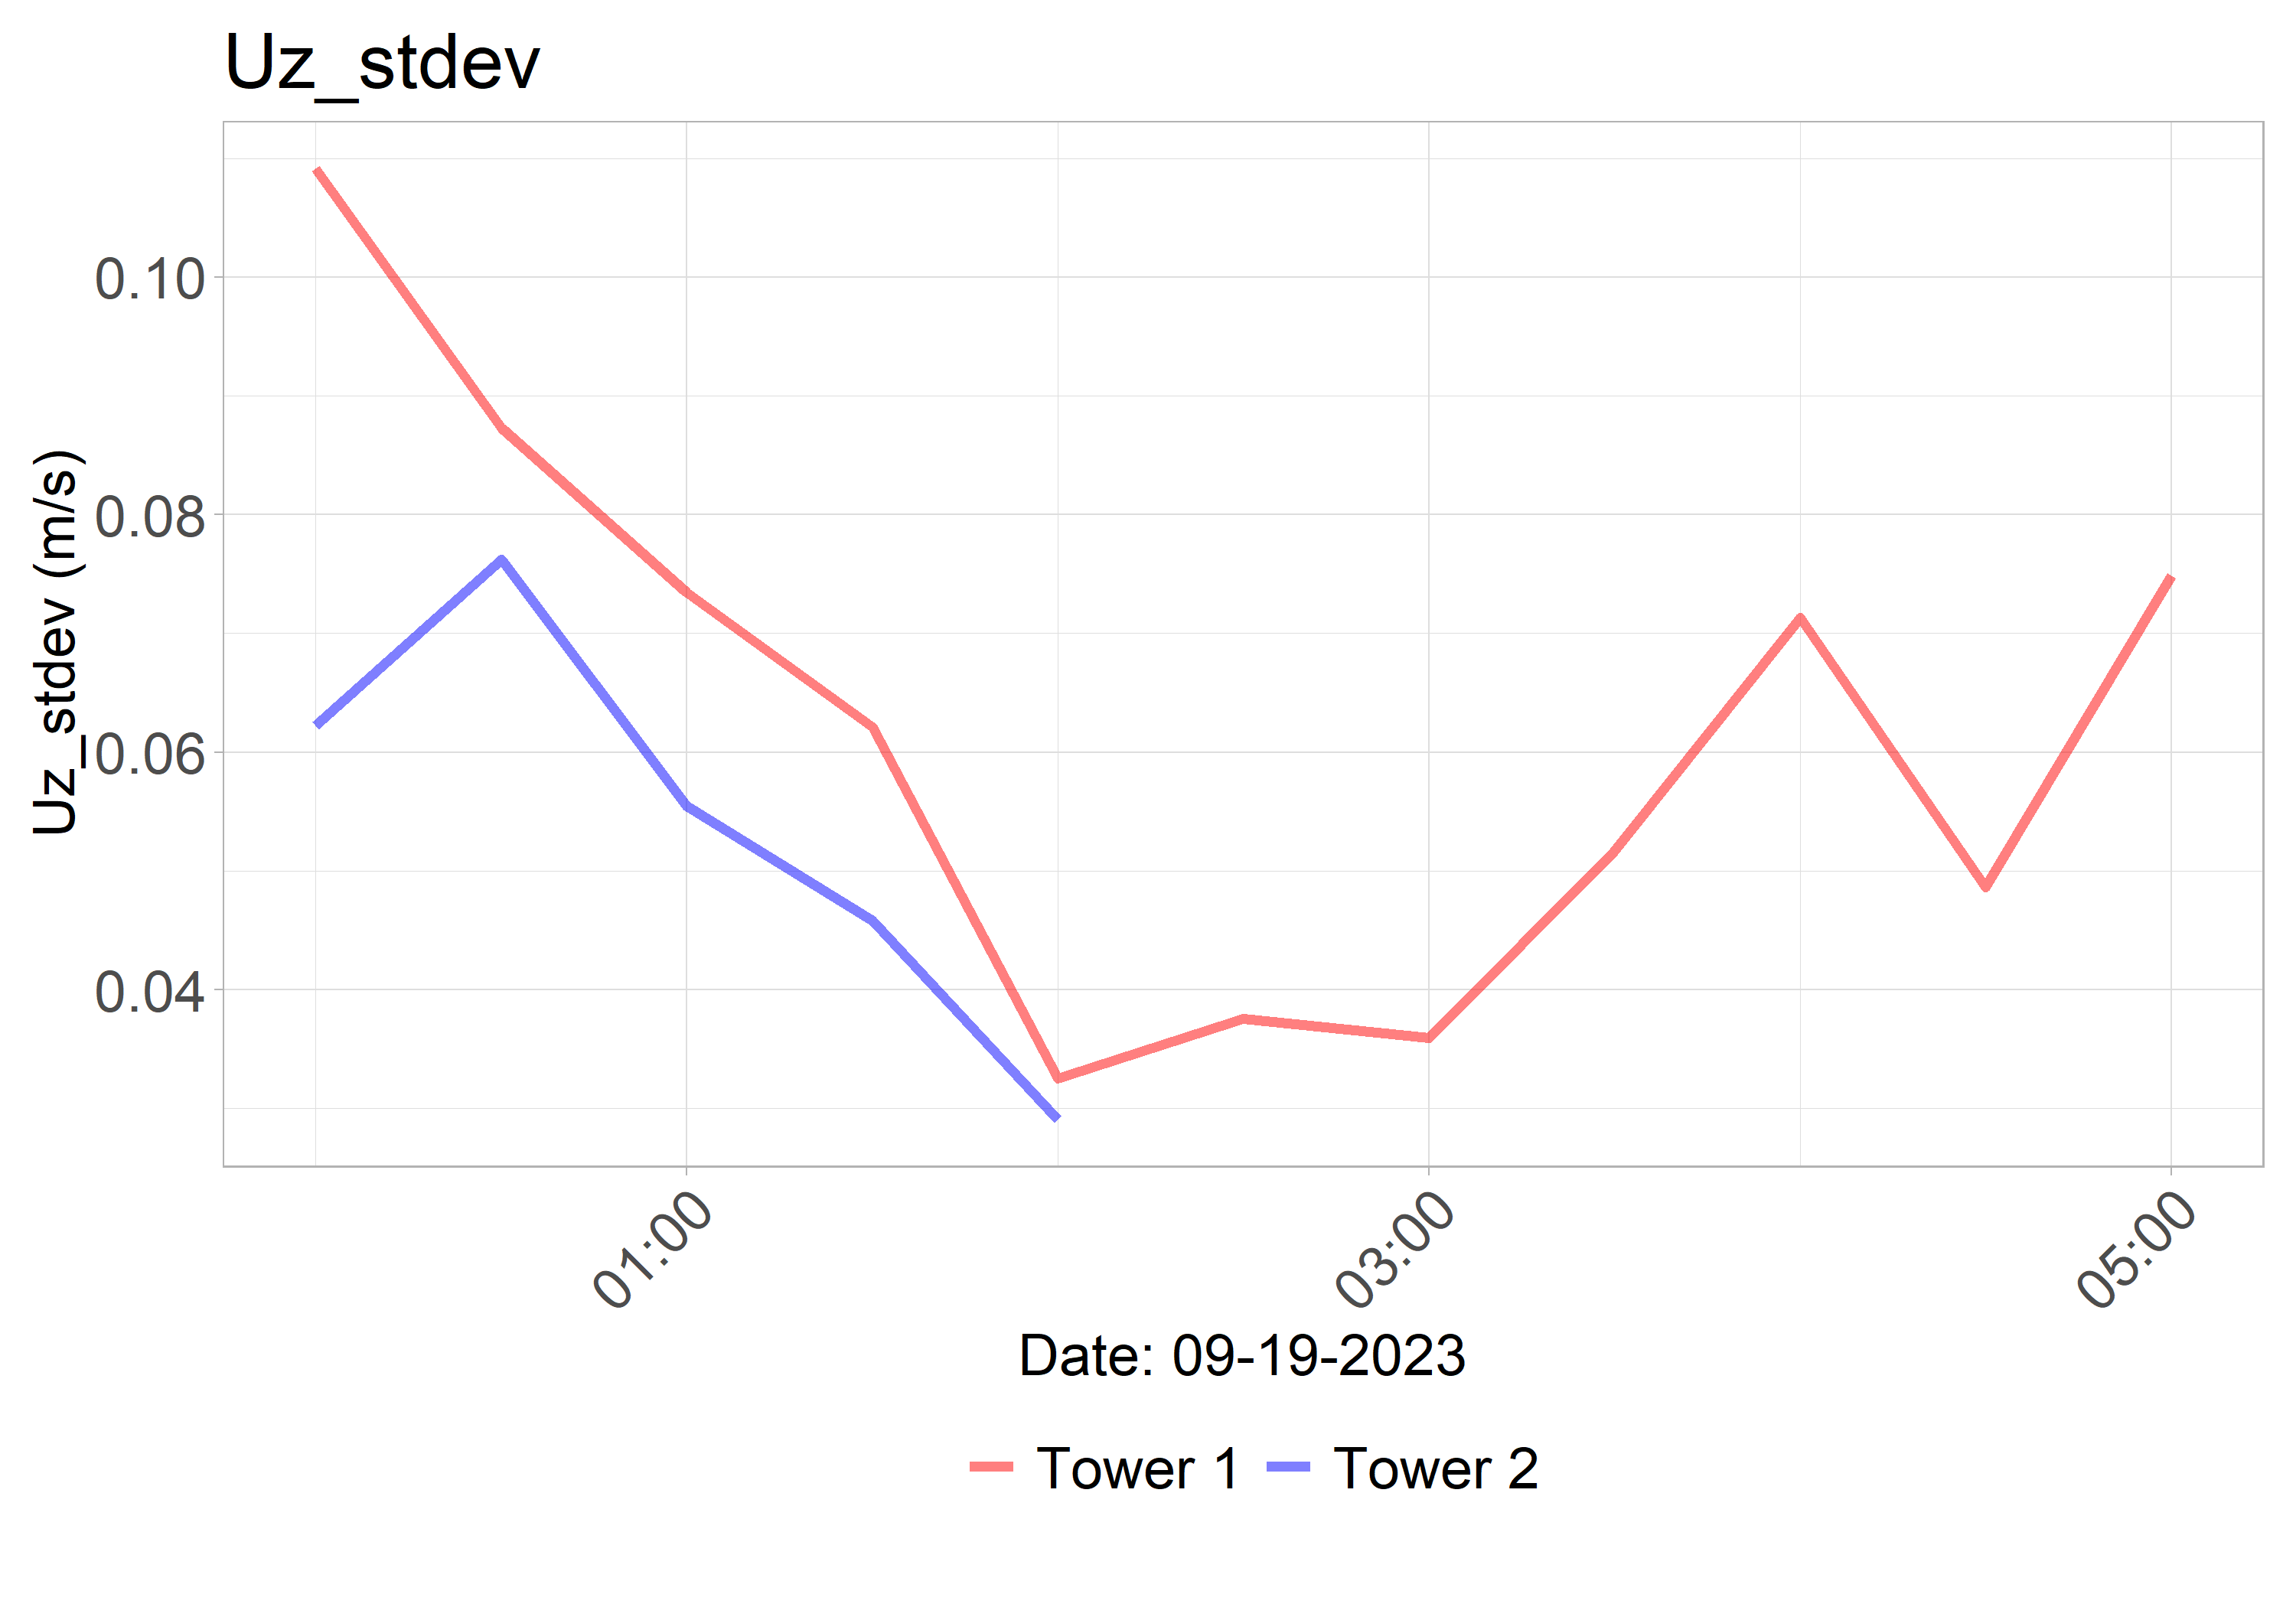 Uz_stdev
Uz_stdev (m/s)
0.10
0.08
0.06
0.04
01:00
03:00
05:00
Date: 09-19-2023
Tower 1
Tower 2